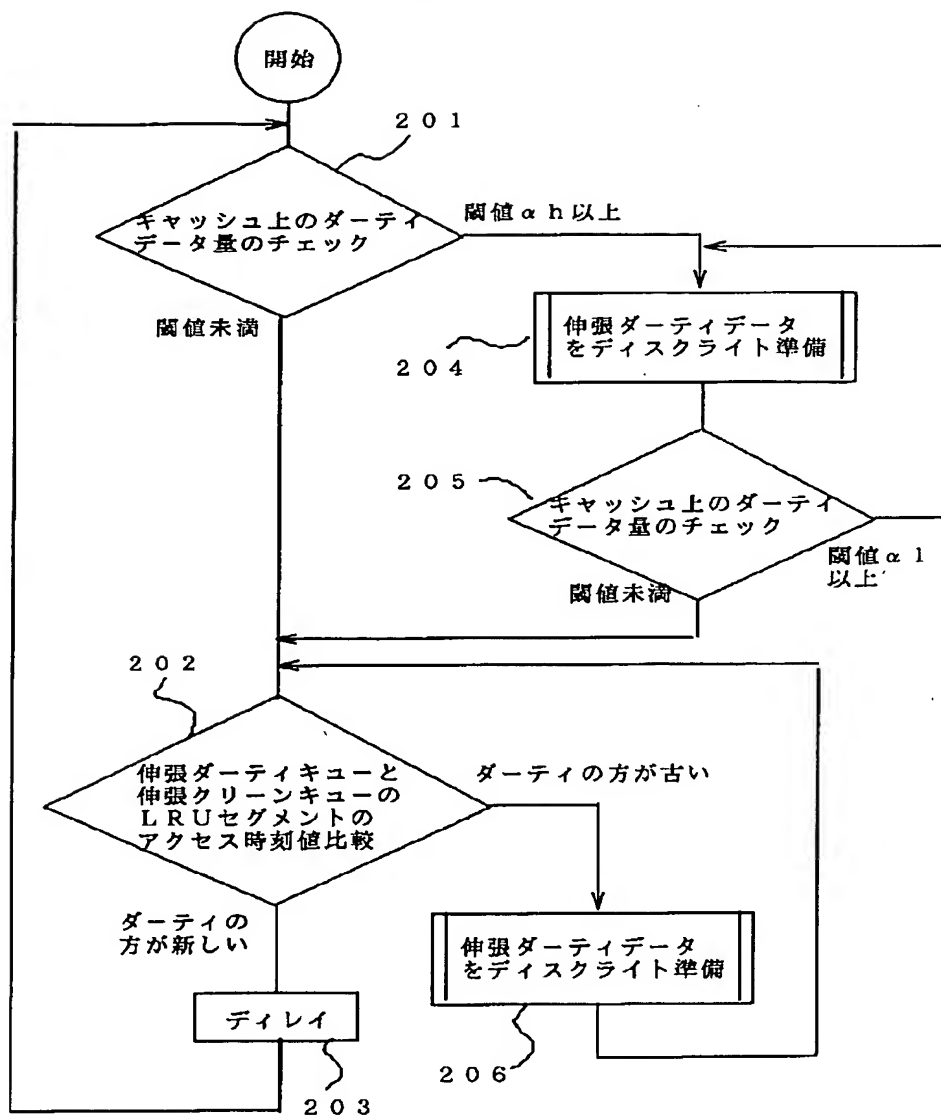 開始
201
キャッシュ上のダーティ
データ量のチェック
閾値αh以上
閾値未満
伸張ダーティデータ
をディスクライト準備
204
205
キャッシュ上のダーティ
データ量のチェック
閾値αl
以上
閾値未満
202
伸張ダーティキューと
伸張クリーンキューの
LRUセグメントの
アクセス時刻値比較
ダーティの方が古い
ダーティの
方が新しい
伸張ダーティデータ
をディスクライト準備
ディレイ
206
203